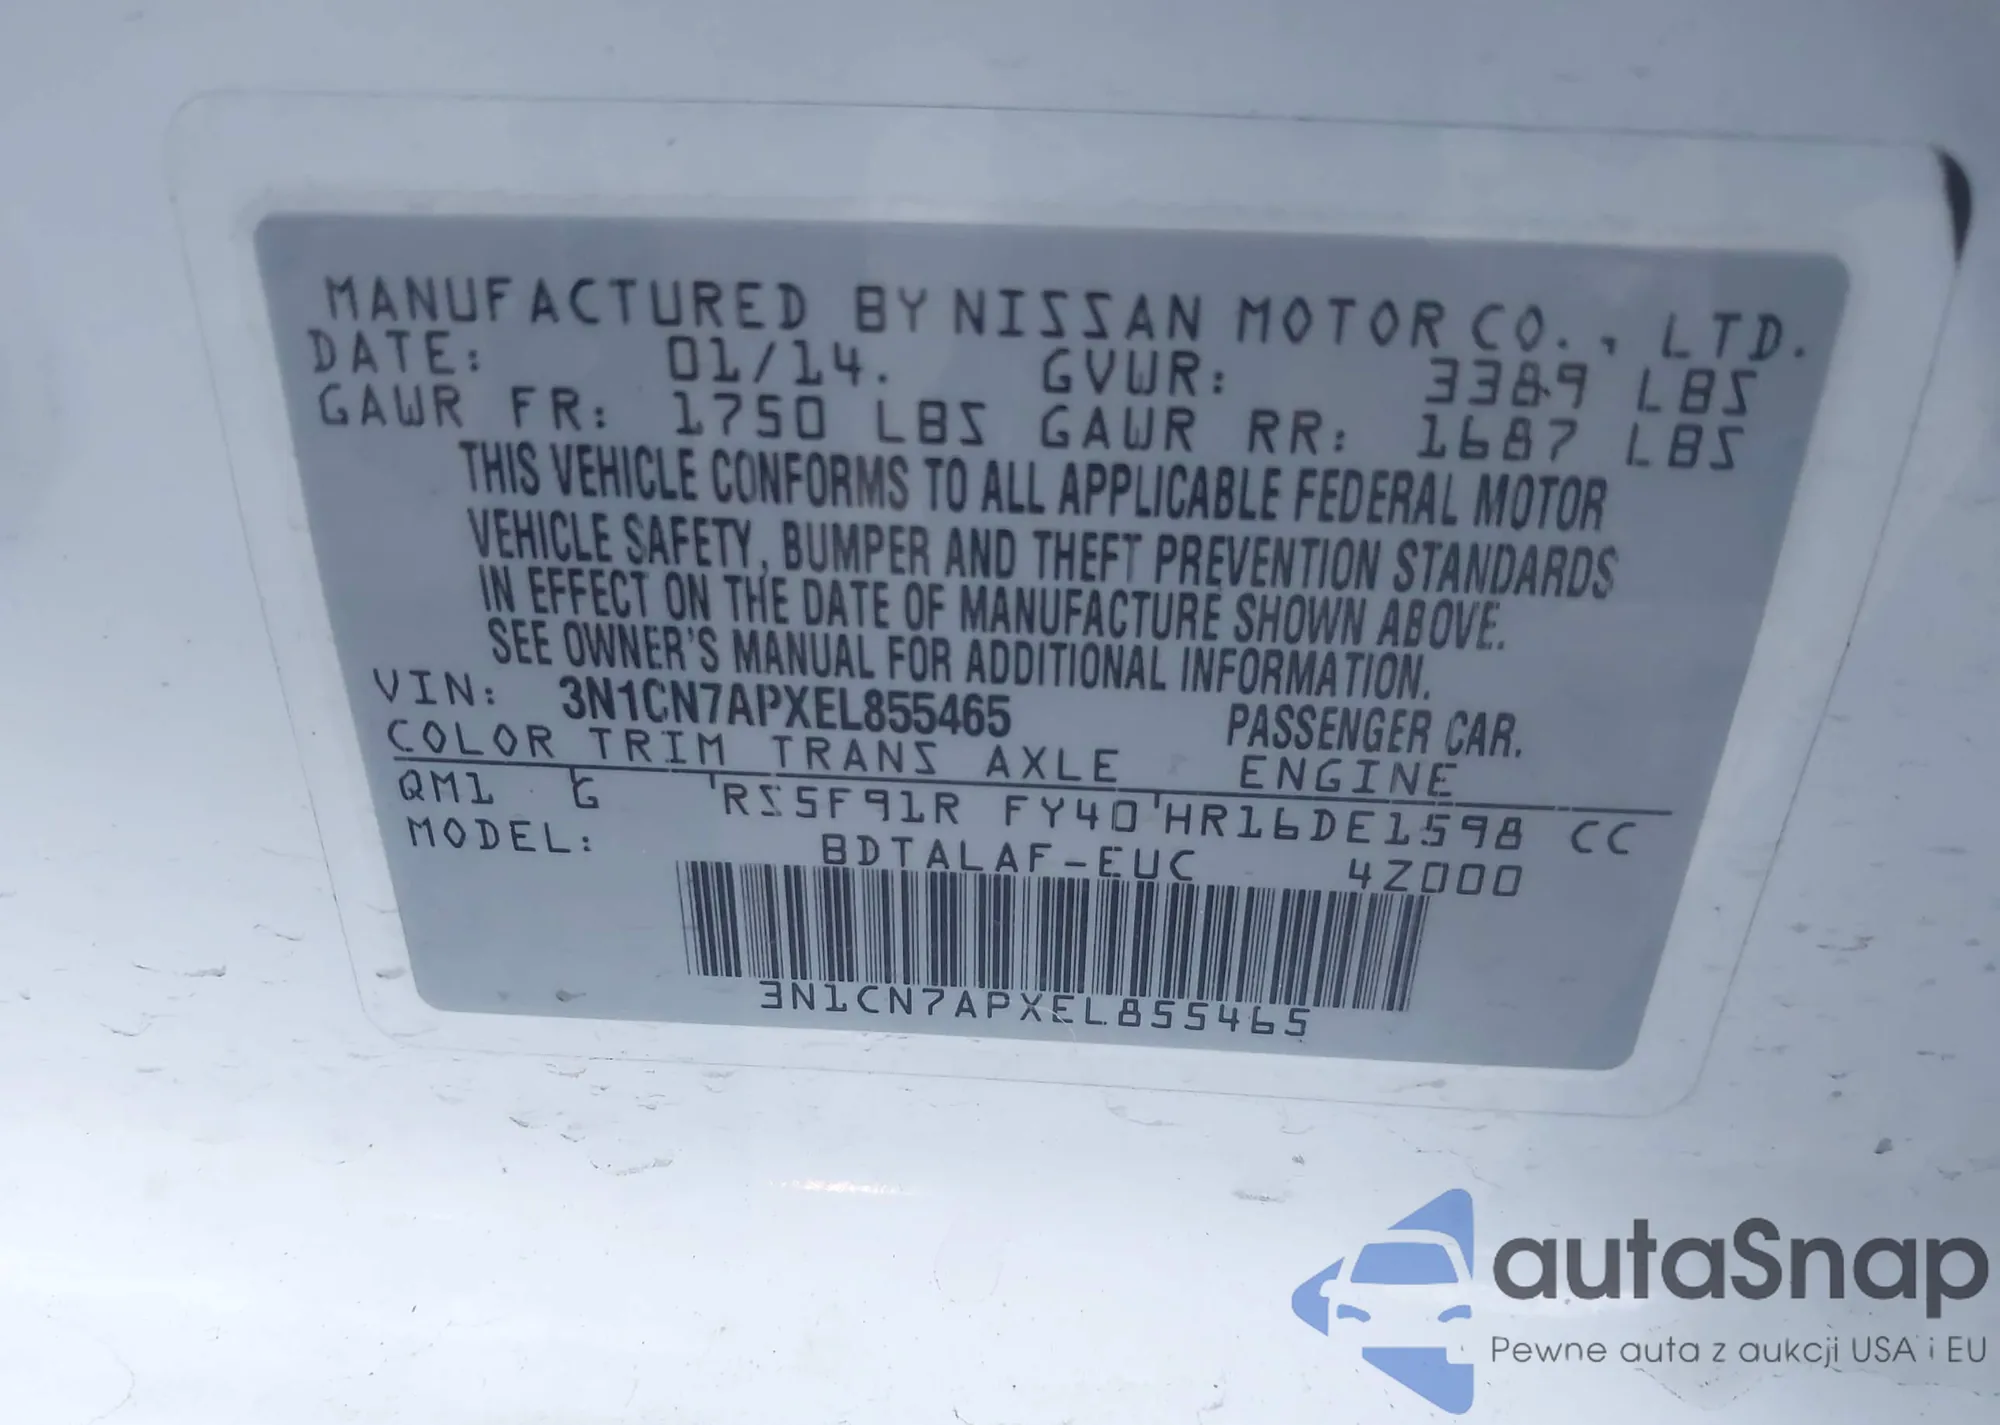 MANUFACTURED BY NISSAN MOTOR CO., LTD.
DATE: 01/14. GVWR: 3389 LBS
GAWR FR: 1750 LBS GAWR RR: 1687 LBS
THIS VEHICLE CONFORMS TO ALL APPLICABLE FEDERAL MOTOR
VEHICLE SAFETY, BUMPER AND THEFT PREVENTION STANDARDS
IN EFFECT ON THE DATE OF MANUFACTURE SHOWN ABOVE.
SEE OWNER'S MANUAL FOR ADDITIONAL INFORMATION.
VIN: 3N1CN7APXEL855465 PASSENGER CAR.
COLOR TRIM TRANS AXLE ENGINE
QM1 G RS5F91R FY40 HR16DE1598 CC
MODEL: BDTALAF-EUC 4Z000
3N1CN7APXEL855465
autaSnap
Pewne auta z aukcji USA i EU